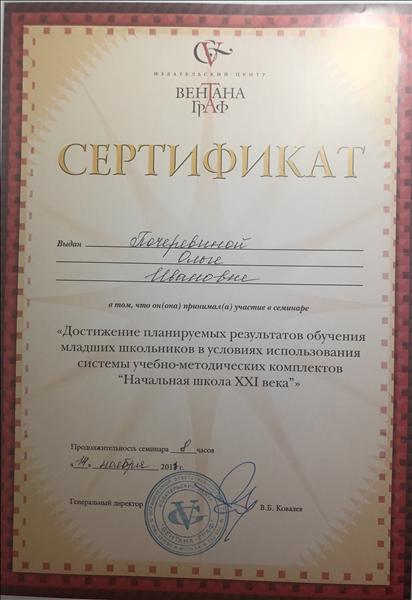 ИЗДАТЕЛЬСКИЙ ЦЕНТР
ВЕНТАНА
ГРАФ
СЕРТИФИКАТ
Выдан Почеревиной
Ольге
Ивановне
в том, что он(она) принимал(а) участие в семинаре
«Достижение планируемых результатов обучения
младших школьников в условиях использования
системы учебно-методических комплектов
“Начальная школа XXI века”»
Продолжительность семинара 8 часов
ноября
Генеральный директор
В.Б. Ковалев
ВЕНТАНА-ГРАФ